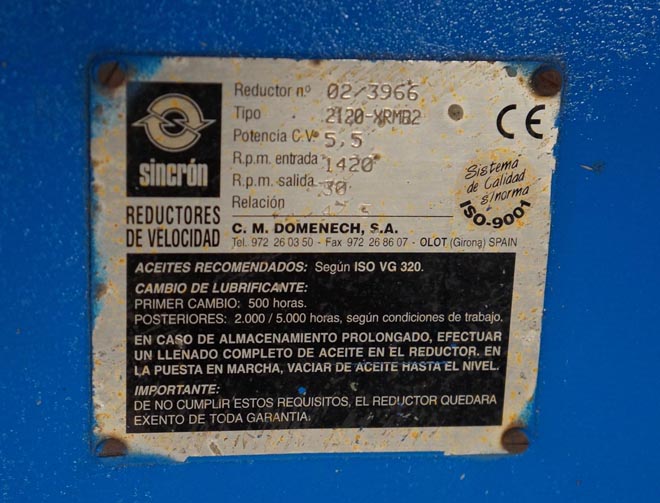 Reductor nº 02/3966
Tipo 2120-XRMB2
Potencia C.V. 5,5
R.p.m. entrada 1420
R.p.m. salida 30
Relación
CE
sincrón
REDUCTORES
DE VELOCIDAD
Sistema
de Calidad
s/norma
ISO-9001
C. M. DOMENECH, S.A.
Tel. 972 26 03 50 - Fax 972 26 86 07 - OLOT (Girona) SPAIN
ACEITES RECOMENDADOS: Según ISO VG 320.
CAMBIO DE LUBRIFICANTE:
PRIMER CAMBIO: 500 horas.
POSTERIORES: 2.000 / 5.000 horas, según condiciones de trabajo.
EN CASO DE ALMACENAMIENTO PROLONGADO, EFECTUAR
UN LLENADO COMPLETO DE ACEITE EN EL REDUCTOR. EN
LA PUESTA EN MARCHA, VACIAR DE ACEITE HASTA EL NIVEL.
IMPORTANTE:
DE NO CUMPLIR ESTOS REQUISITOS, EL REDUCTOR QUEDARA
EXENTO DE TODA GARANTIA.